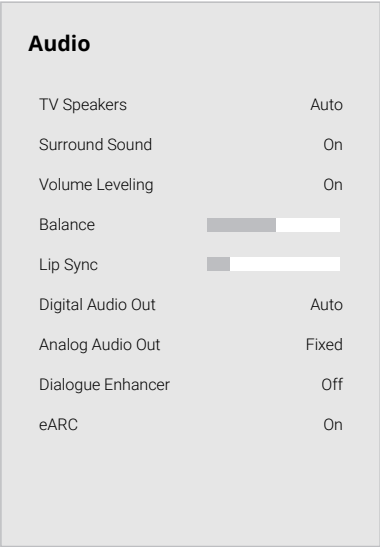 Audio
TV Speakers Auto
Surround Sound On
Volume Leveling On
Balance
Lip Sync
Digital Audio Out Auto
Analog Audio Out Fixed
Dialogue Enhancer Off
eARC On